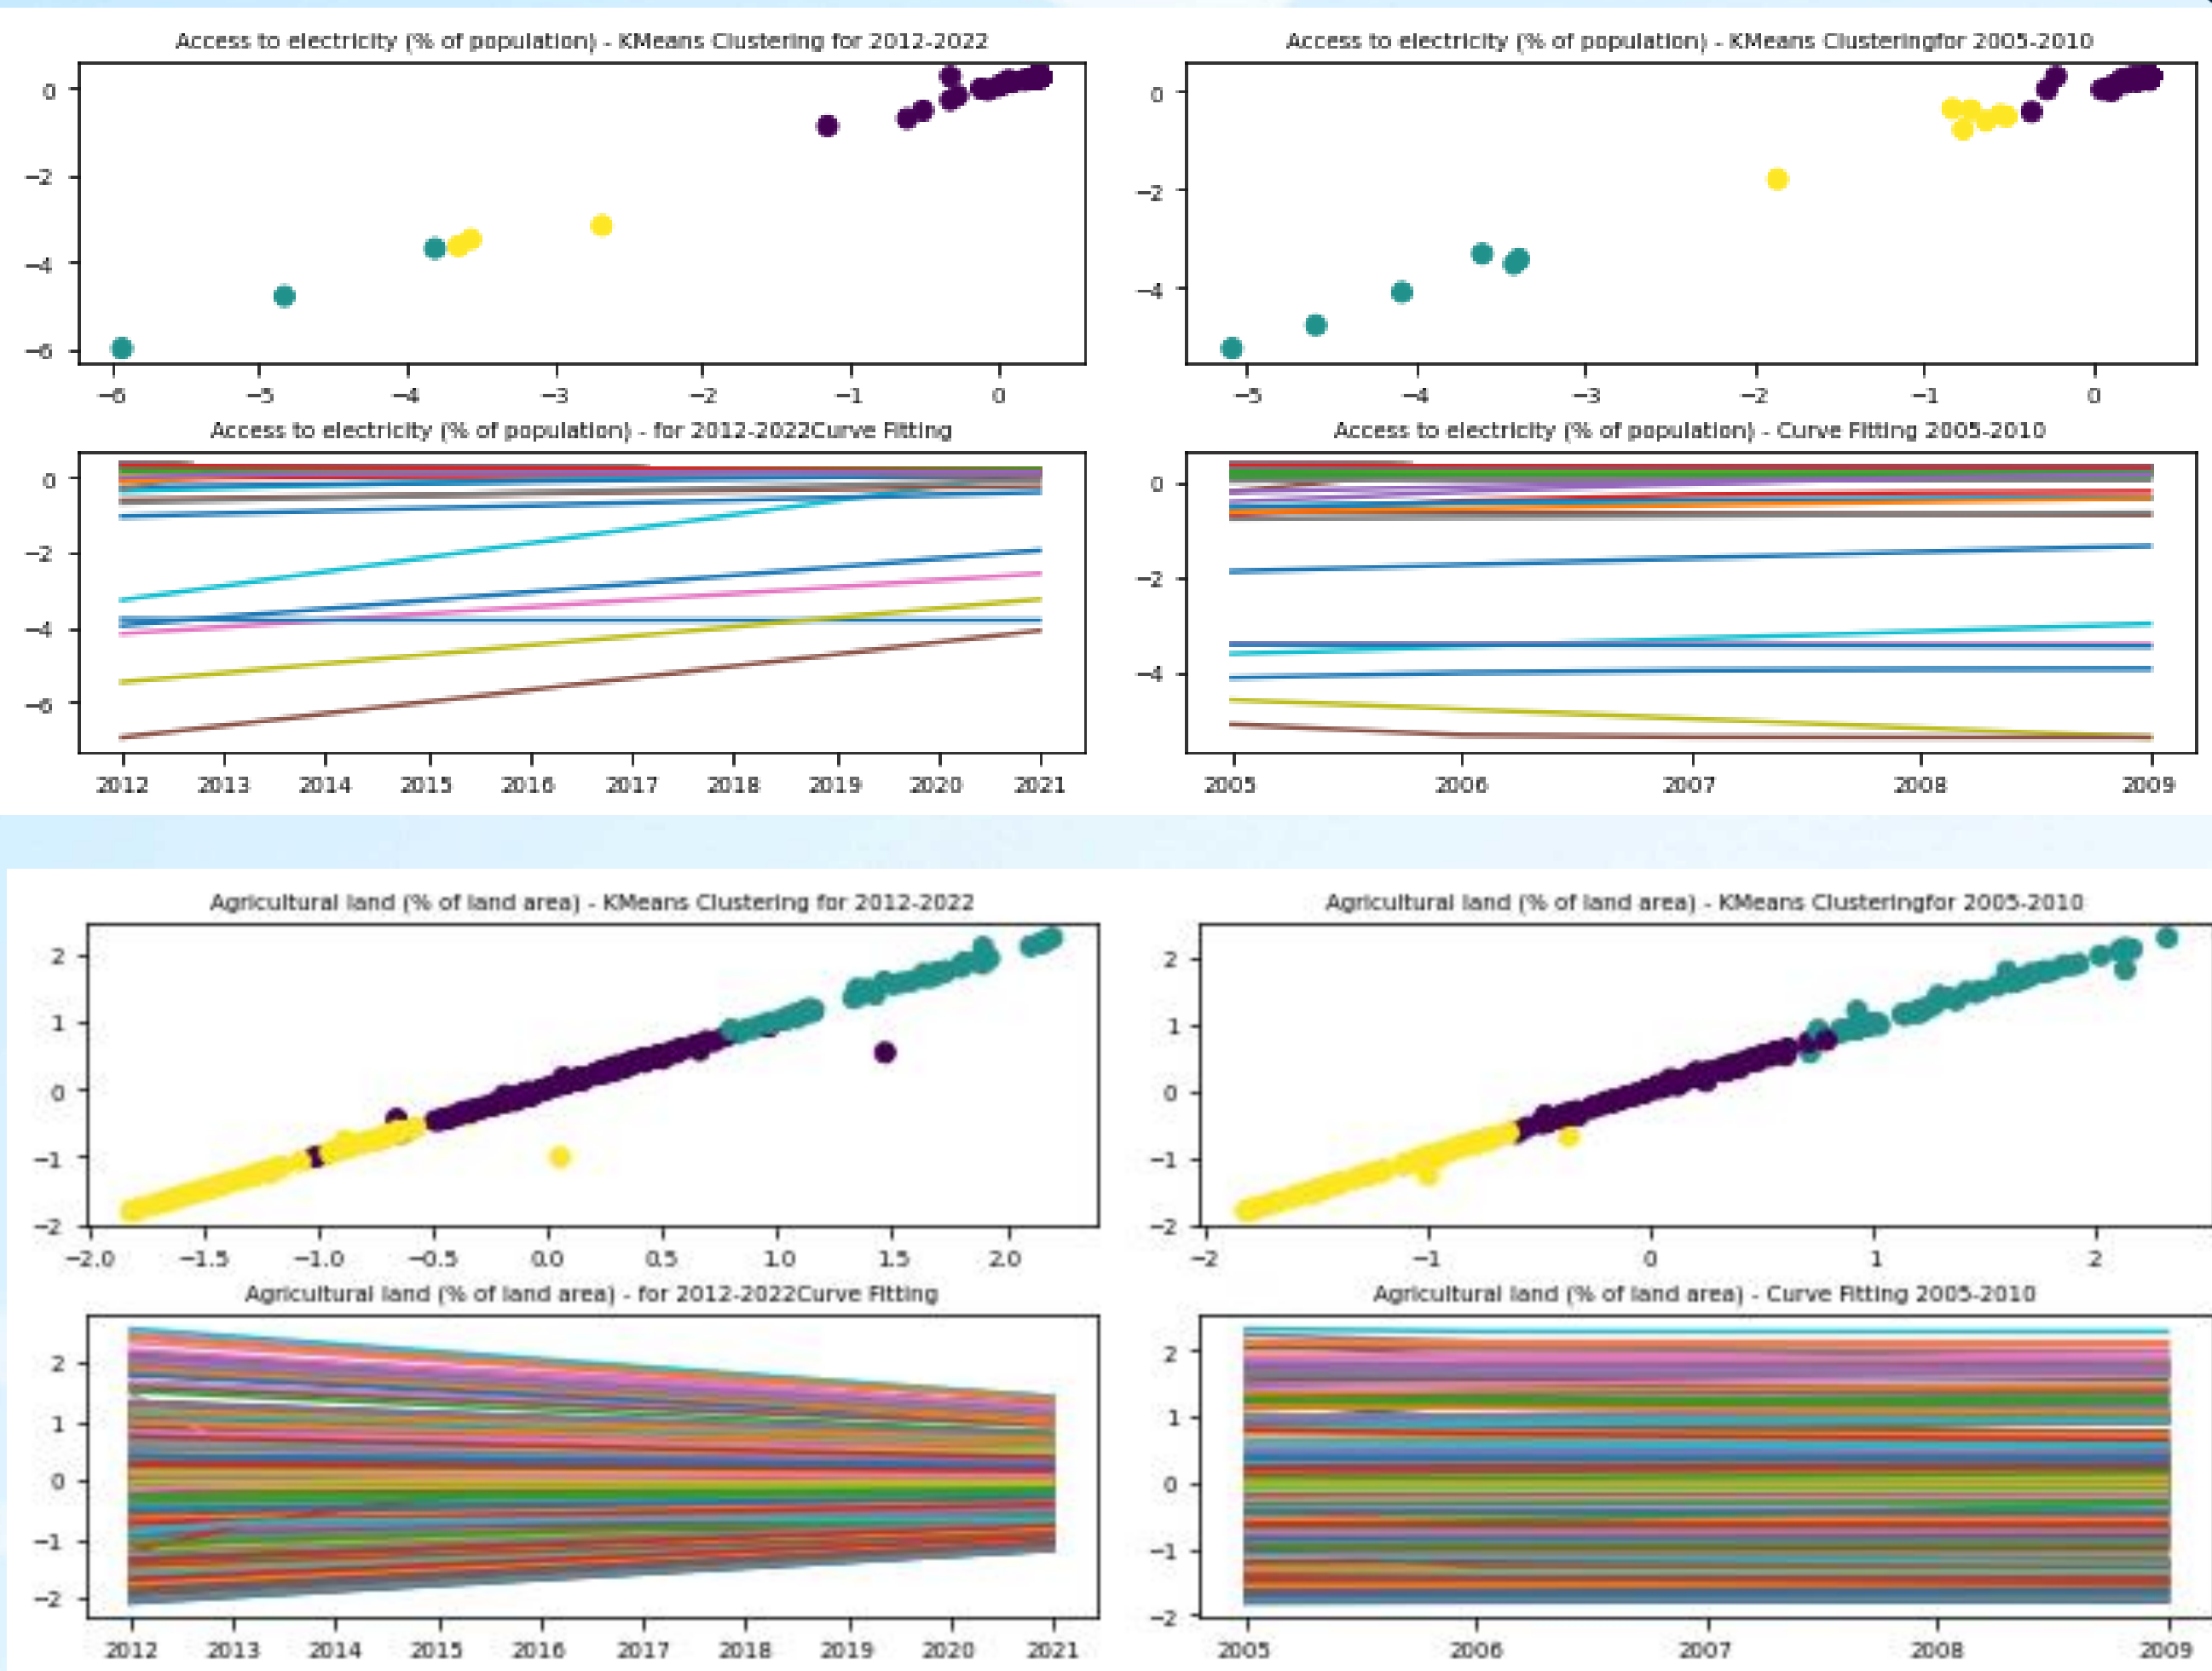 Access to electricity (% of population) - KMeans Clustering for 2012-2022
0
−2
−4
−6
−6 −5 −4 −3 −2 −1 0
Access to electricity (% of population) - KMeans Clusteringfor 2005-2010
0
−2
−4
−5 −4 −3 −2 −1 0
Access to electricity (% of population) - for 2012-2022Curve Fitting
0
−2
−4
−6
2012 2013 2014 2015 2016 2017 2018 2019 2020 2021
Access to electricity (% of population) - Curve Fitting 2005-2010
0
−2
−4
2005 2006 2007 2008 2009
Agricultural land (% of land area) - KMeans Clustering for 2012-2022
2
1
0
−1
−2
−2.0 −1.5 −1.0 −0.5 0.0 0.5 1.0 1.5 2.0
Agricultural land (% of land area) - KMeans Clusteringfor 2005-2010
2
1
0
−1
−2
−2 −1 0 1 2
Agricultural land (% of land area) - for 2012-2022Curve Fitting
2
1
0
−1
−2
2012 2013 2014 2015 2016 2017 2018 2019 2020 2021
Agricultural land (% of land area) - Curve Fitting 2005-2010
2
1
0
−1
−2
2005 2006 2007 2008 2009